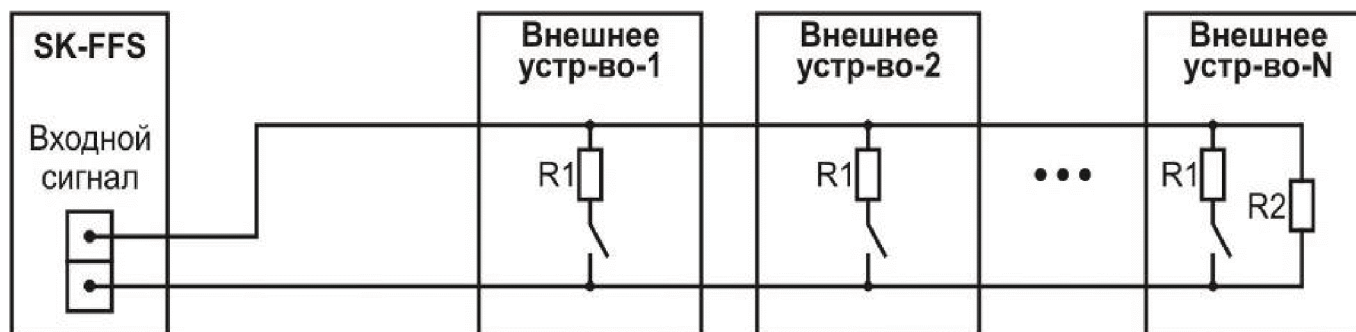 SK-FFS
Входной
сигнал
Внешнее
устр-во-1
R1
Внешнее
устр-во-2
R1
Внешнее
устр-во-N
R1
R2